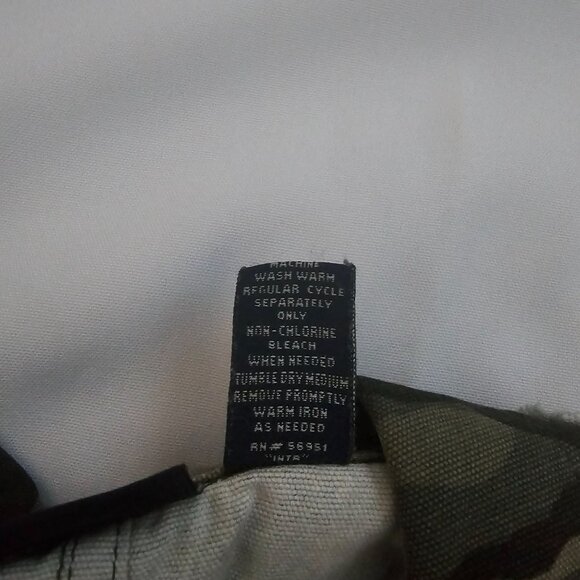 MACHINE
WASH WARM
REGULAR CYCLE
SEPARATELY
ONLY
NON-CHLORINE
BLEACH
WHEN NEEDED
TUMBLE DRY MEDIUM
REMOVE PROMPTLY
WARM IRON
AS NEEDED
RN# 56951